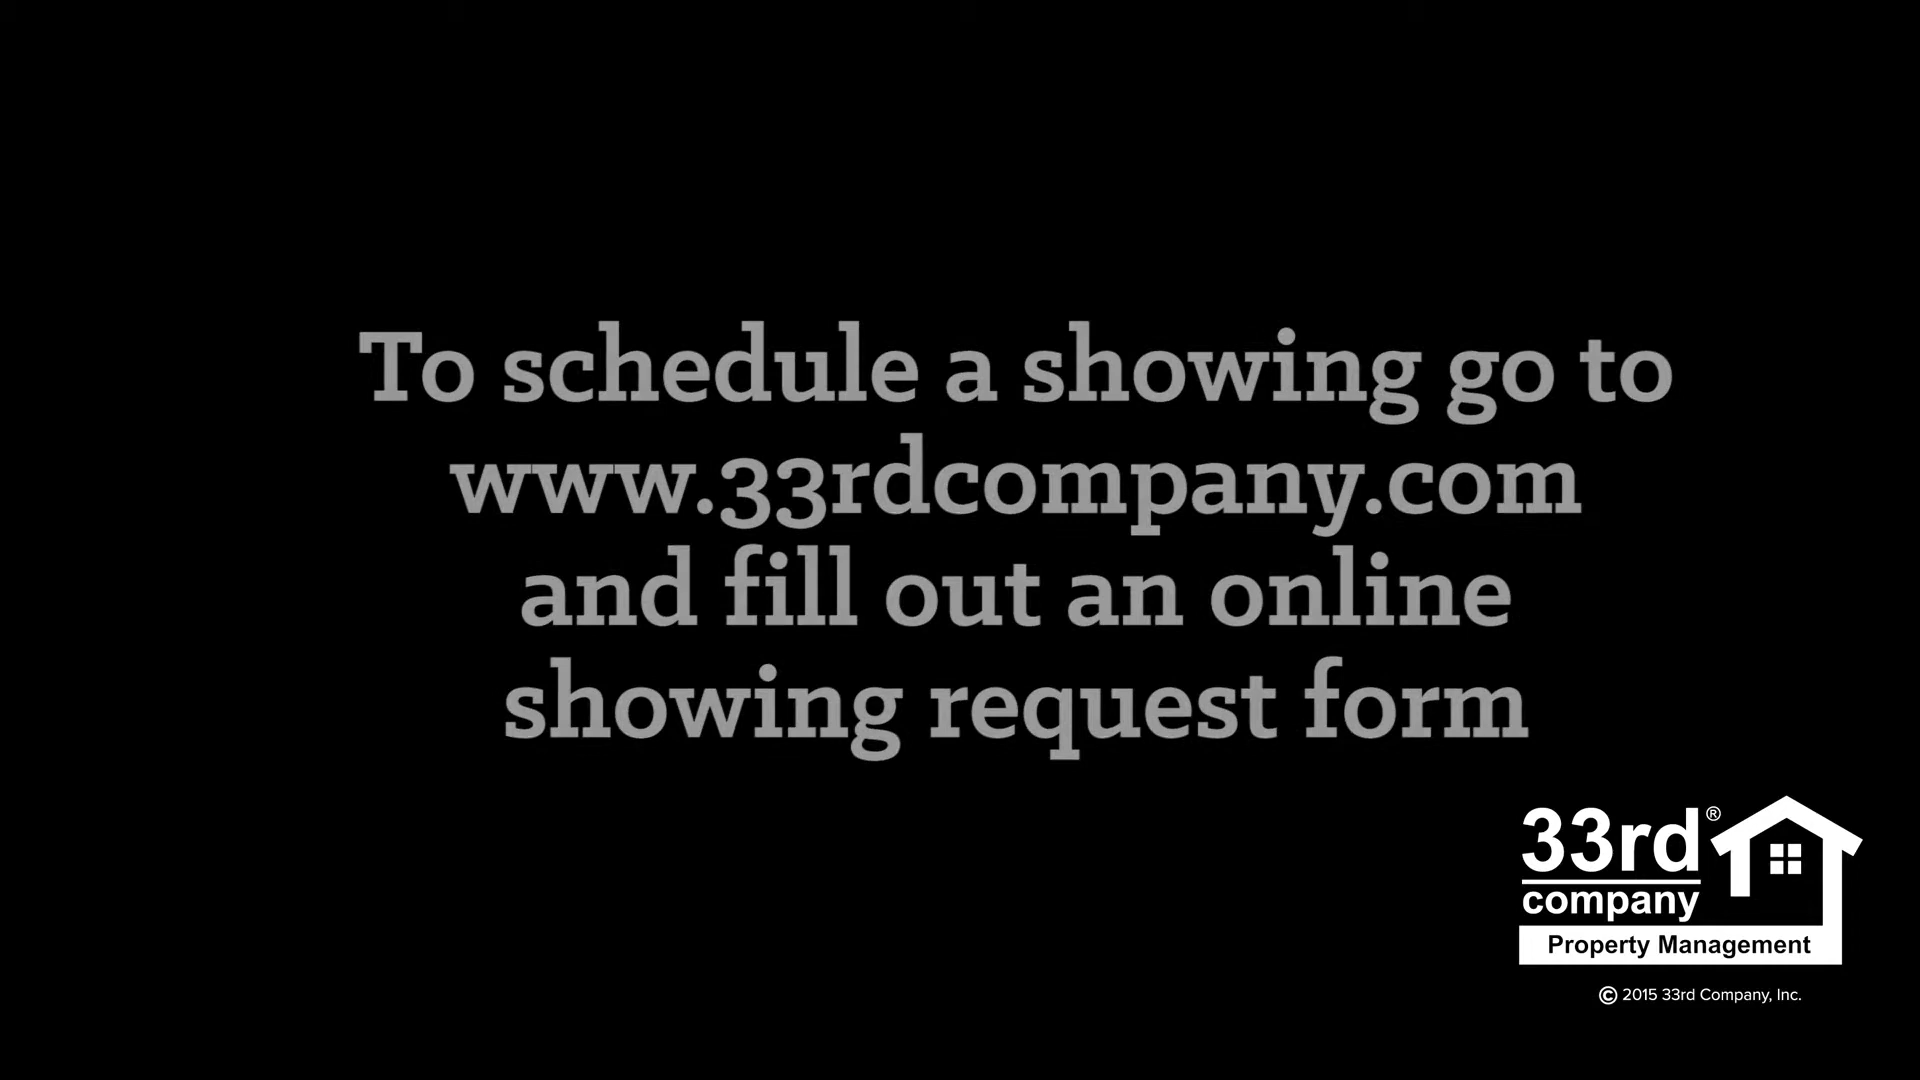 To schedule a showing go to
www.33rdcompany.com
and fill out an online
showing request form
33rd®
company
Property Management
© 2015 33rd Company, Inc.